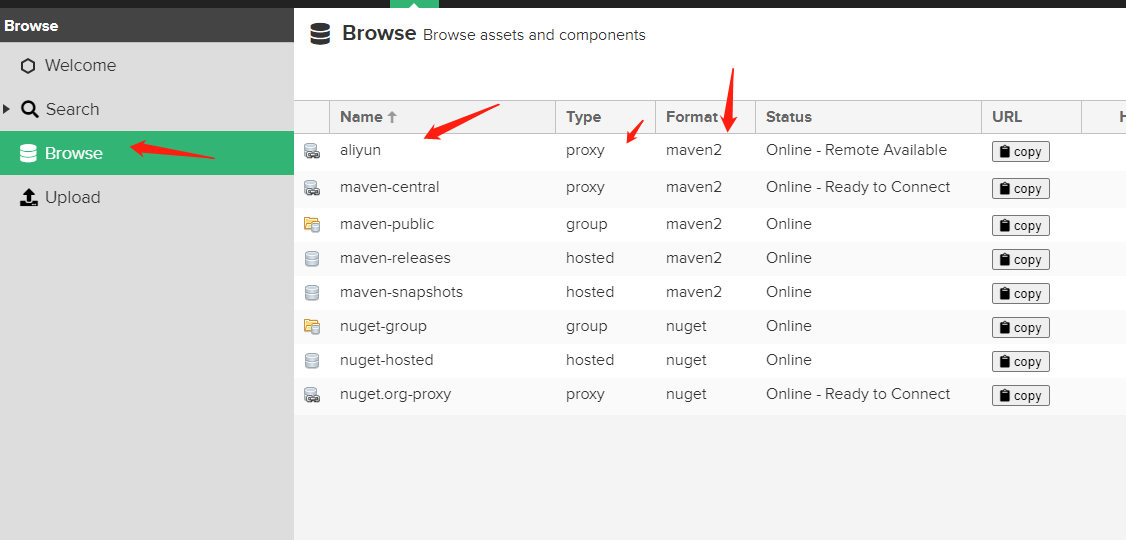 Browse
Welcome
Search
Browse
Upload
Browse Browse assets and components
Name Type Format Status URL H
aliyun proxy maven2 Online - Remote Available copy
maven-central proxy maven2 Online - Ready to Connect copy
maven-public group maven2 Online copy
maven-releases hosted maven2 Online copy
maven-snapshots hosted maven2 Online copy
nuget-group group nuget Online copy
nuget-hosted hosted nuget Online copy
nuget.org-proxy proxy nuget Online - Ready to Connect copy